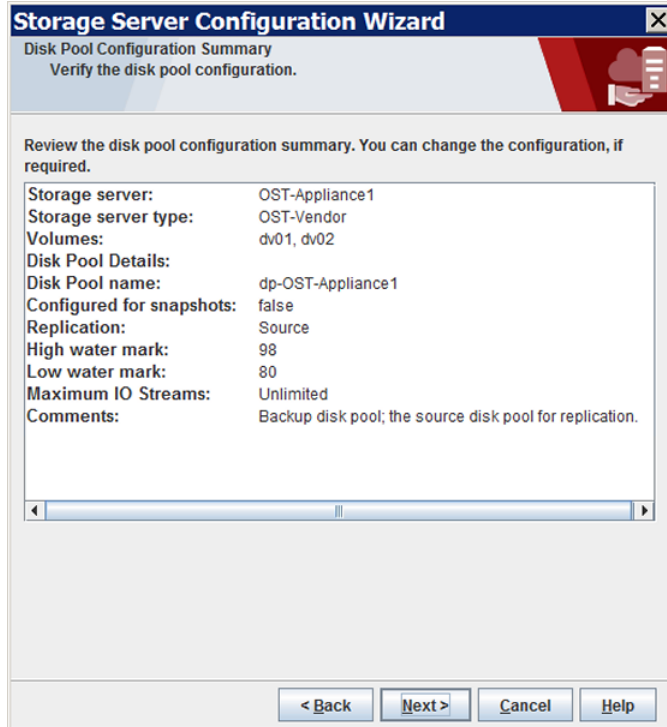 Storage Server Configuration Wizard
Disk Pool Configuration Summary
Verify the disk pool configuration.
Review the disk pool configuration summary. You can change the configuration, if
required.
Storage server: OST-Appliance1
Storage server type: OST-Vendor
Volumes: dv01, dv02
Disk Pool Details:
Disk Pool name: dp-OST-Appliance1
Configured for snapshots: false
Replication: Source
High water mark: 98
Low water mark: 80
Maximum IO Streams: Unlimited
Comments: Backup disk pool; the source disk pool for replication.
< Back Next > Cancel Help